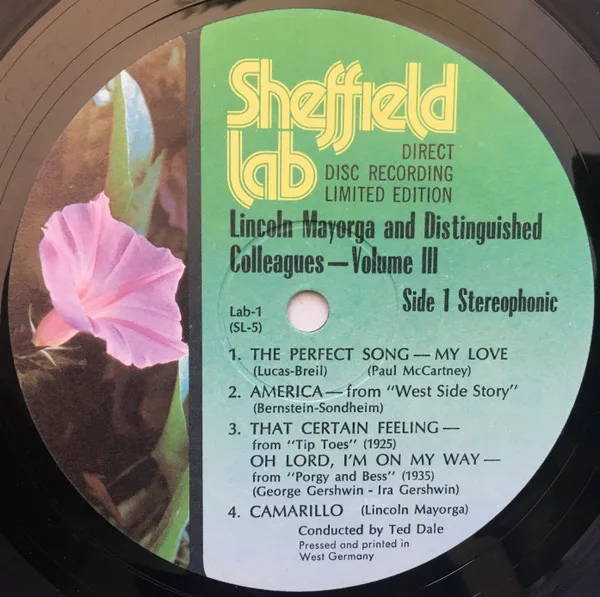 Sheffield
lab
DIRECT
DISC RECORDING
LIMITED EDITION
Lincoln Mayorga and Distinguished
Colleagues—Volume III
Side 1 Stereophonic
Lab-1
(SL-5)
1. THE PERFECT SONG — MY LOVE
(Lucas-Breil) (Paul McCartney)
2. AMERICA — from "West Side Story"
(Bernstein-Sondheim)
3. THAT CERTAIN FEELING —
from "Tip Toes" (1925)
OH LORD, I'M ON MY WAY —
from "Porgy and Bess" (1935)
(George Gershwin - Ira Gershwin)
4. CAMARILLO (Lincoln Mayorga)
Conducted by Ted Dale
Pressed and printed in
West Germany